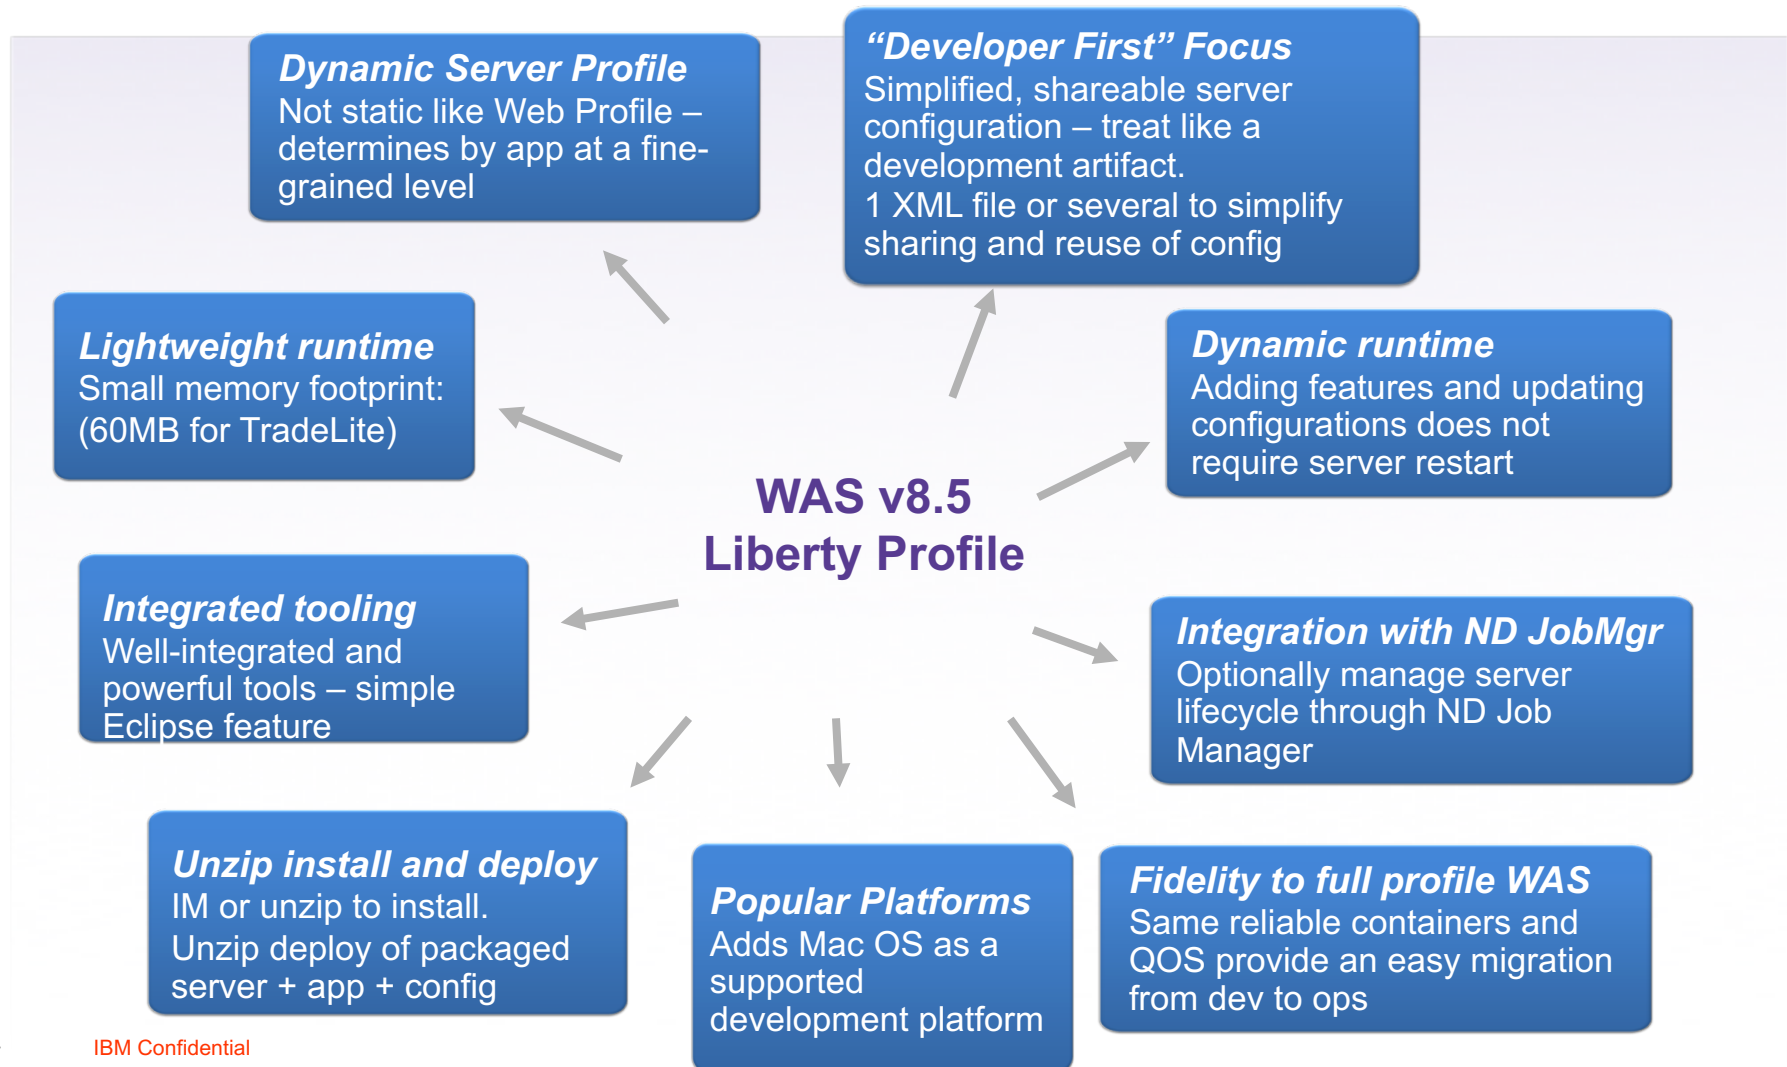 Dynamic Server Profile
Not static like Web Profile –
determines by app at a fine-
grained level
“Developer First” Focus
Simplified, shareable server
configuration – treat like a
development artifact.
1 XML file or several to simplify
sharing and reuse of config
Lightweight runtime
Small memory footprint:
(60MB for TradeLite)
Dynamic runtime
Adding features and updating
configurations does not
require server restart
WAS v8.5
Liberty Profile
Integrated tooling
Well-integrated and
powerful tools – simple
Eclipse feature
Integration with ND JobMgr
Optionally manage server
lifecycle through ND Job
Manager
Unzip install and deploy
IM or unzip to install.
Unzip deploy of packaged
server + app + config
Popular Platforms
Adds Mac OS as a
supported
development platform
Fidelity to full profile WAS
Same reliable containers and
QOS provide an easy migration
from dev to ops
IBM Confidential